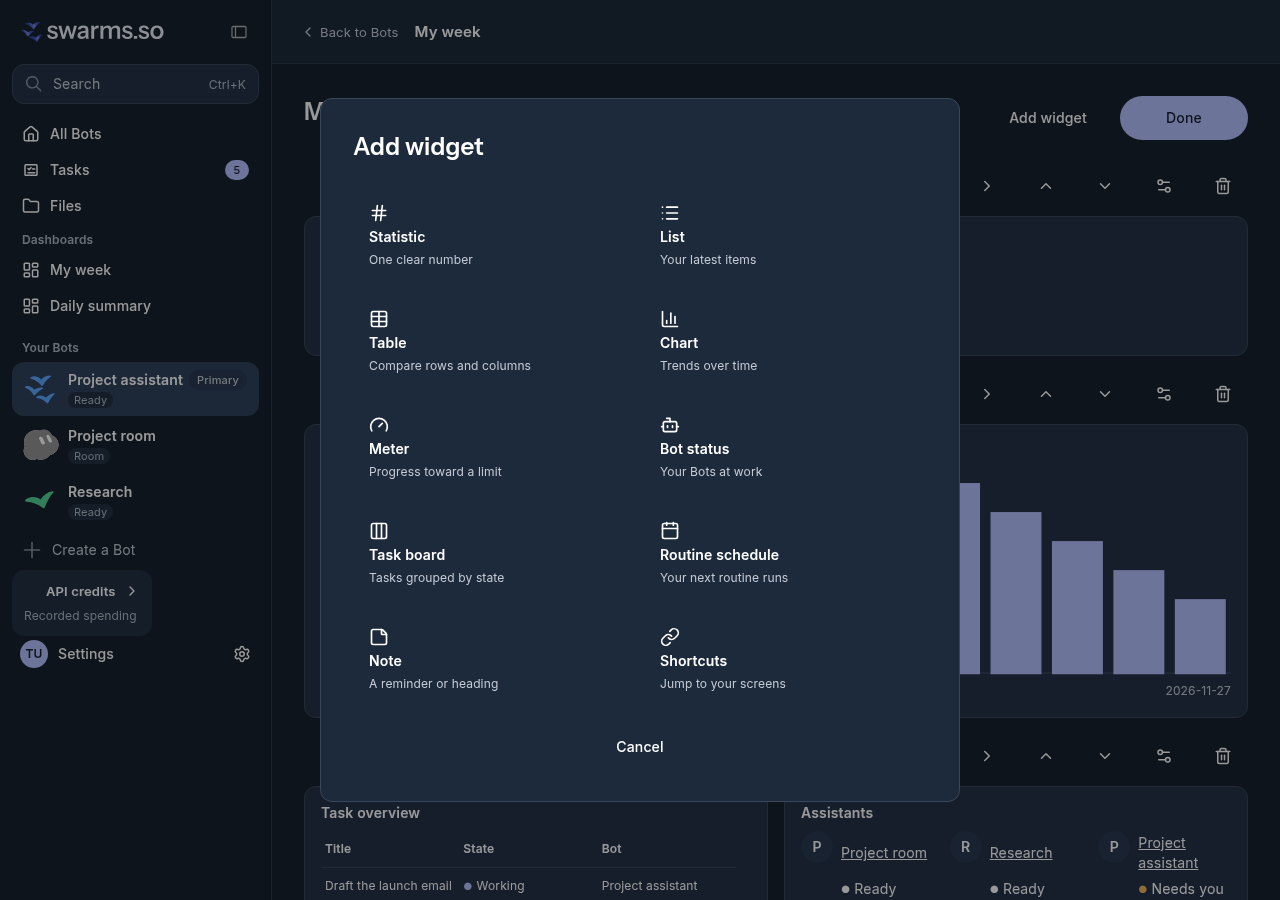 swarms.so
Search Ctrl+K
All Bots
Tasks 5
Files
Dashboards
My week
Daily summary
Your Bots
Project assistant Primary
Ready
Project room
Room
Research
Ready
Create a Bot
API credits
Recorded spending
TU Settings
Back to Bots My week
Add widget Done
Add widget
Statistic
One clear number
List
Your latest items
Table
Compare rows and columns
Chart
Trends over time
Meter
Progress toward a limit
Bot status
Your Bots at work
Task board
Tasks grouped by state
Routine schedule
Your next routine runs
Note
A reminder or heading
Shortcuts
Jump to your screens
Cancel
2026-11-27
Task overview
Title State Bot
Draft the launch email Working Project assistant
Assistants
P Project room
Ready
R Research
Ready
P Project
assistant
Needs you